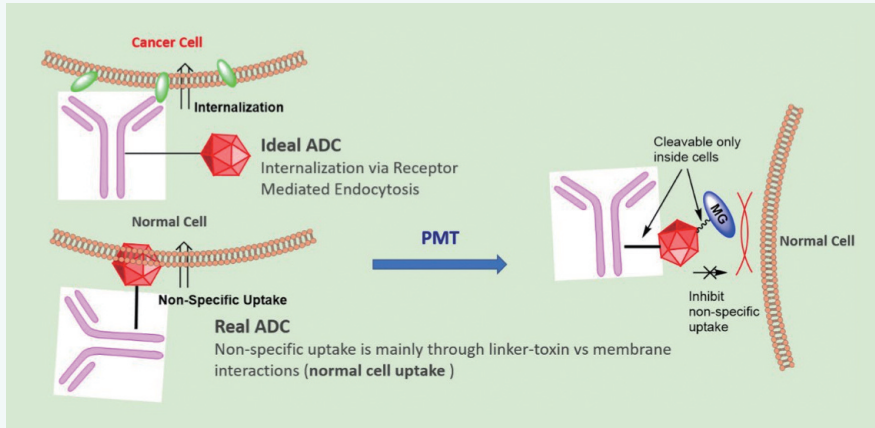 Cancer Cell
Internalization
Ideal ADC
Internalization via Receptor
Mediated Endocytosis
Normal Cell
Non-Specific Uptake
Real ADC
Non-specific uptake is mainly through linker-toxin vs membrane
interactions (normal cell uptake )
PMT
Cleavable only
inside cells
MG
Normal Cell
Inhibit
non-specific
uptake